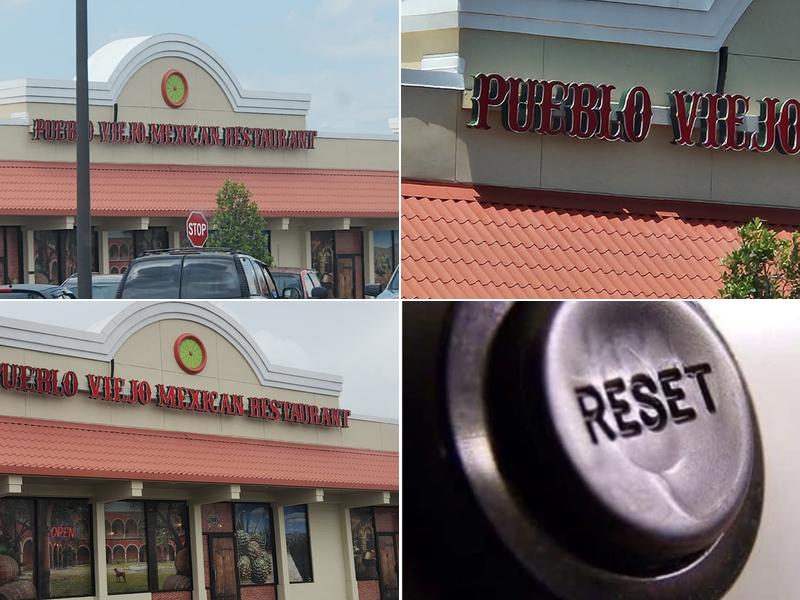 PUEBLO VIEJO MEXICAN RESTAURANT
STOP
PUEBLO VIEJO
PUEBLO VIEJO MEXICAN RESTAURANT
OPEN
RESET